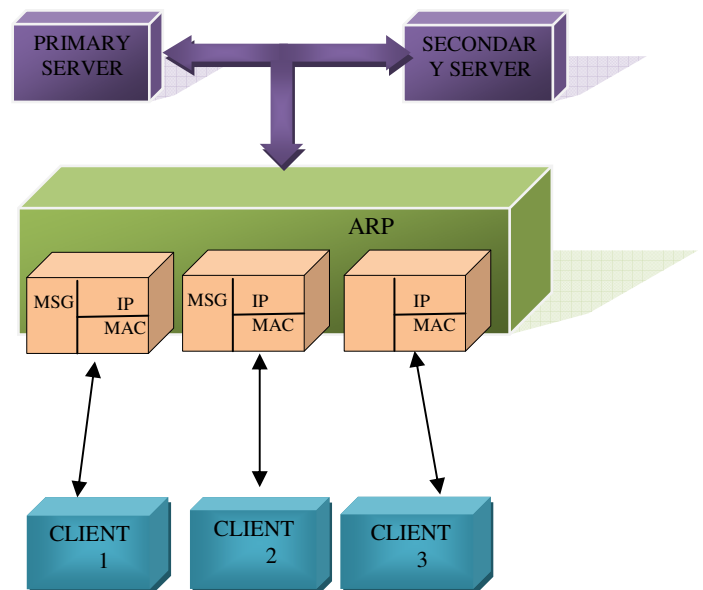 PRIMARY
SERVER
SECONDAR
Y SERVER
ARP
MSG
IP
MAC
MSG
IP
MAC
IP
MAC
CLIENT
1
CLIENT
2
CLIENT
3